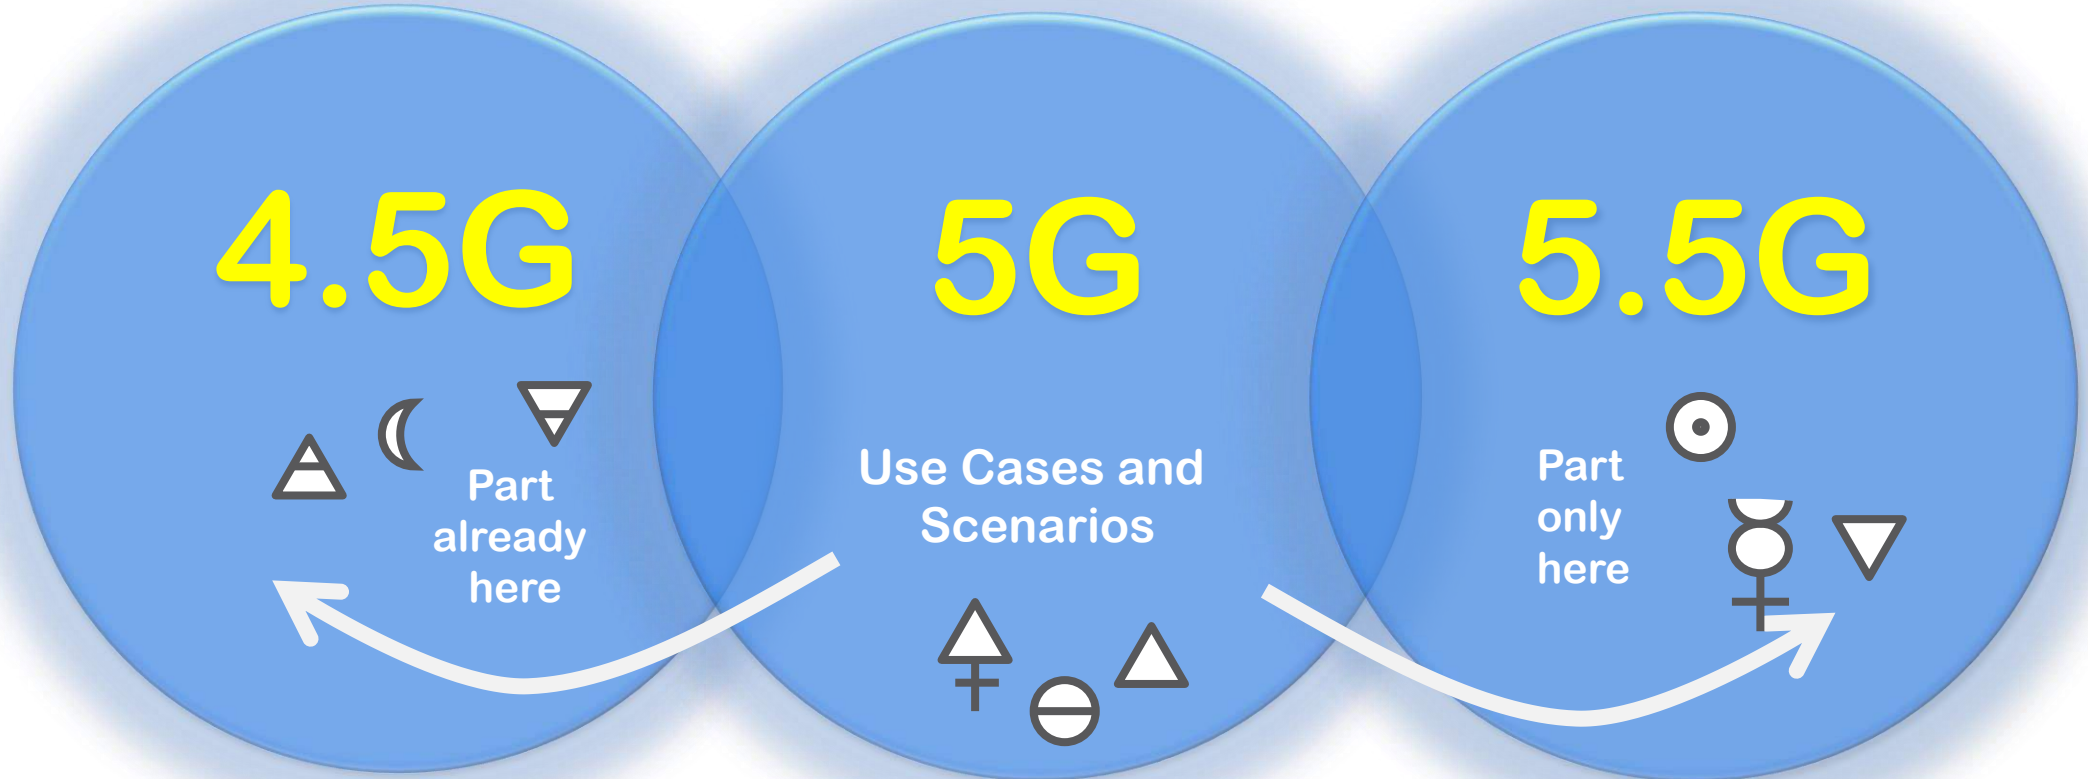 4.5G
5G
5.5G
Part
already
here
Use Cases and
Scenarios
Part
only
here